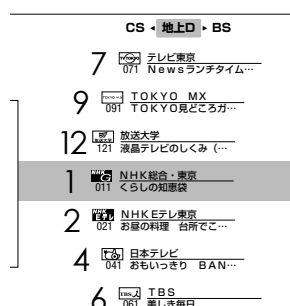 CS ◂ 地上D ▸ BS
7 テレビ東京
071 Newsランチタイム…
9 TOKYO MX
091 TOKYO見どころガ…
12 放送大学
121 液晶テレビのしくみ（…
1 NHK総合・東京
011 くらしの知恵袋
2 NHKEテレ東京
021 お昼の料理 台所でこ…
4 日本テレビ
041 おもいっきり BAN…
6 TBS
061 美しき毎日